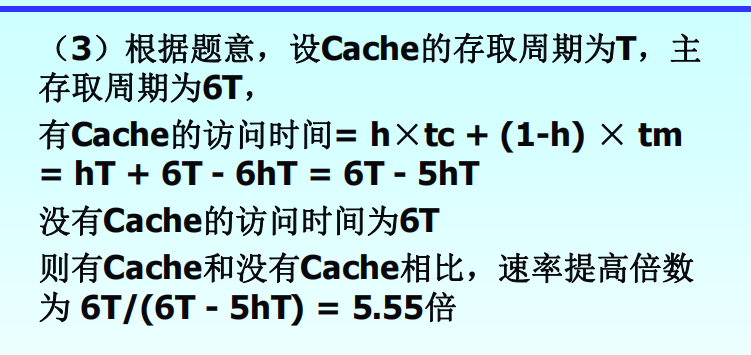 （3）根据题意，设Cache的存取周期为T，主
存取周期为6T，
有Cache的访问时间= h×tc + (1-h) × tm
= hT + 6T - 6hT = 6T - 5hT
没有Cache的访问时间为6T
则有Cache和没有Cache相比，速率提高倍数
为 6T/(6T - 5hT) = 5.55倍